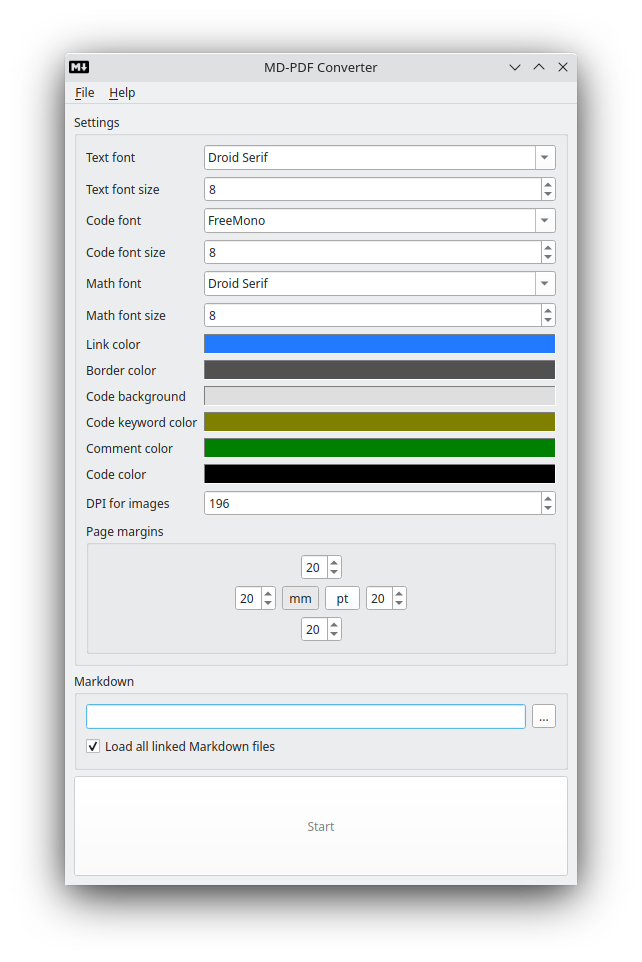 M↓
MD-PDF Converter
File Help
Settings
Text font Droid Serif
Text font size 8
Code font FreeMono
Code font size 8
Math font Droid Serif
Math font size 8
Link color
Border color
Code background
Code keyword color
Comment color
Code color
DPI for images 196
Page margins
20
20 mm pt 20
20
Markdown
...
Load all linked Markdown files
Start